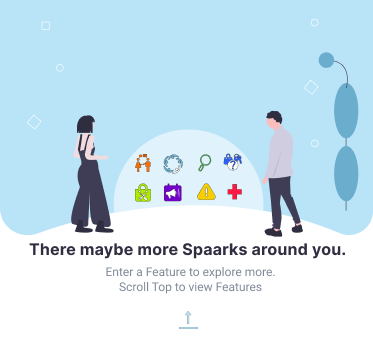 There maybe more Spaarks around you.
Enter a Feature to explore more.
Scroll Top to view Features